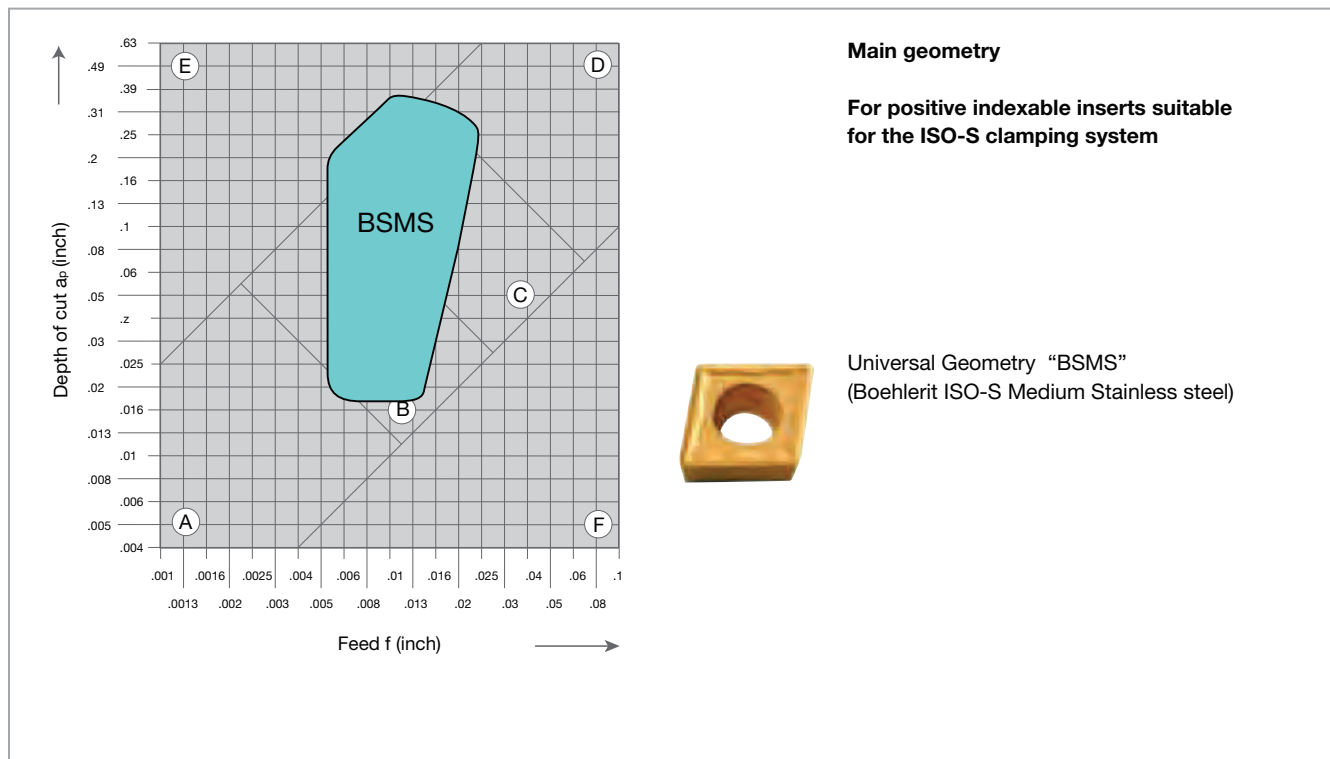 Main geometry
For positive indexable inserts suitable
for the ISO-S clamping system
Universal Geometry “BSMS”
(Boehlerit ISO-S Medium Stainless steel)
Depth of cut ap (inch)
.63
.49
.39
.31
.25
.2
.16
.13
.1
.08
.06
.05
.z
.03
.025
.02
.016
.013
.01
.008
.006
.005
.004
E
D
BSMS
C
B
A
F
.001 .0016 .0025 .004 .006 .01 .016 .025 .04 .06 .1
.0013 .002 .003 .005 .008 .013 .02 .03 .05 .08
Feed f (inch)